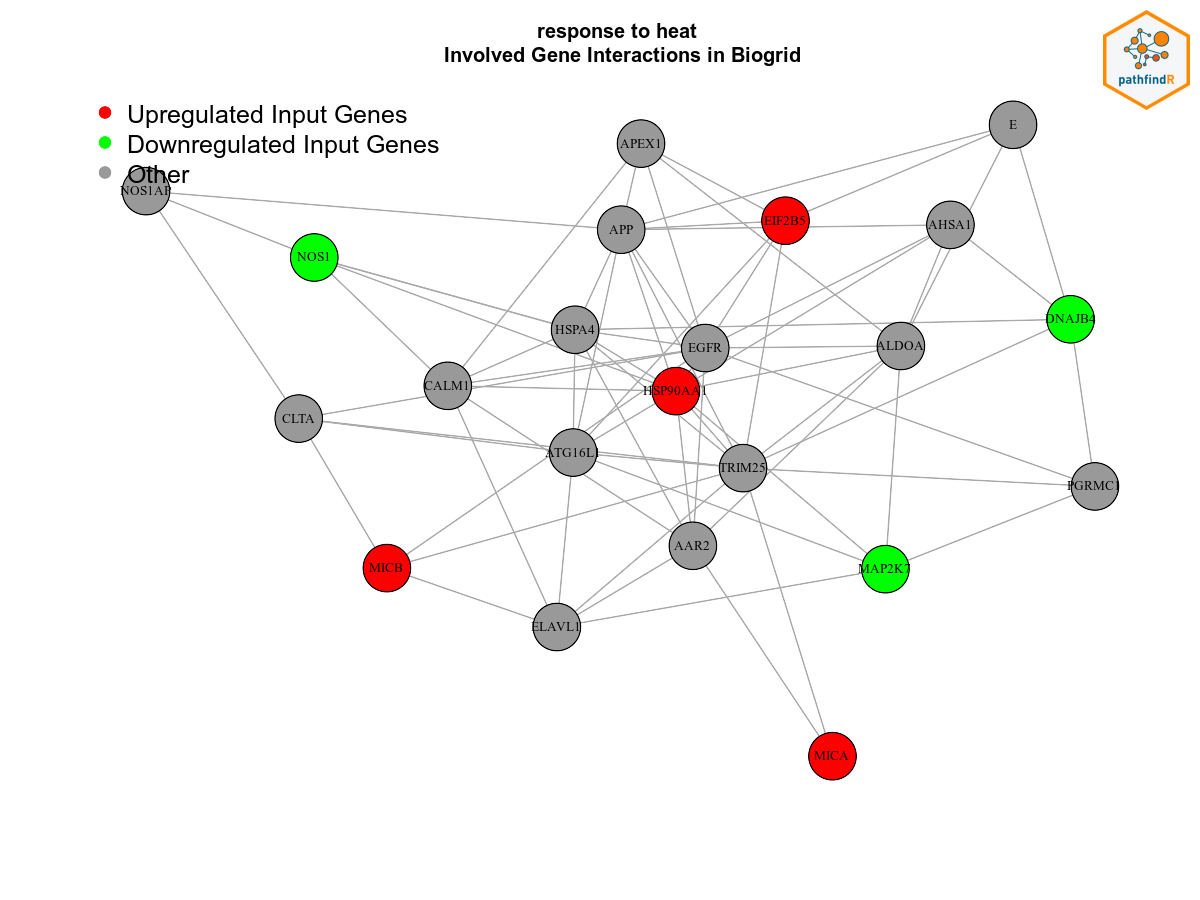 response to heat
Involved Gene Interactions in Biogrid
pathfindR
Upregulated Input Genes
Downregulated Input Genes
Other
E
APEX1
NOS1AP
EIF2B5
AHSA1
APP
NOS1
DNAJB4
HSPA4
EGFR
ALDOA
CALM1
HSP90AA1
CLTA
ATG16L1
TRIM25
PGRMC1
AAR2
MICB
MAP2K7
ELAVL1
MICA